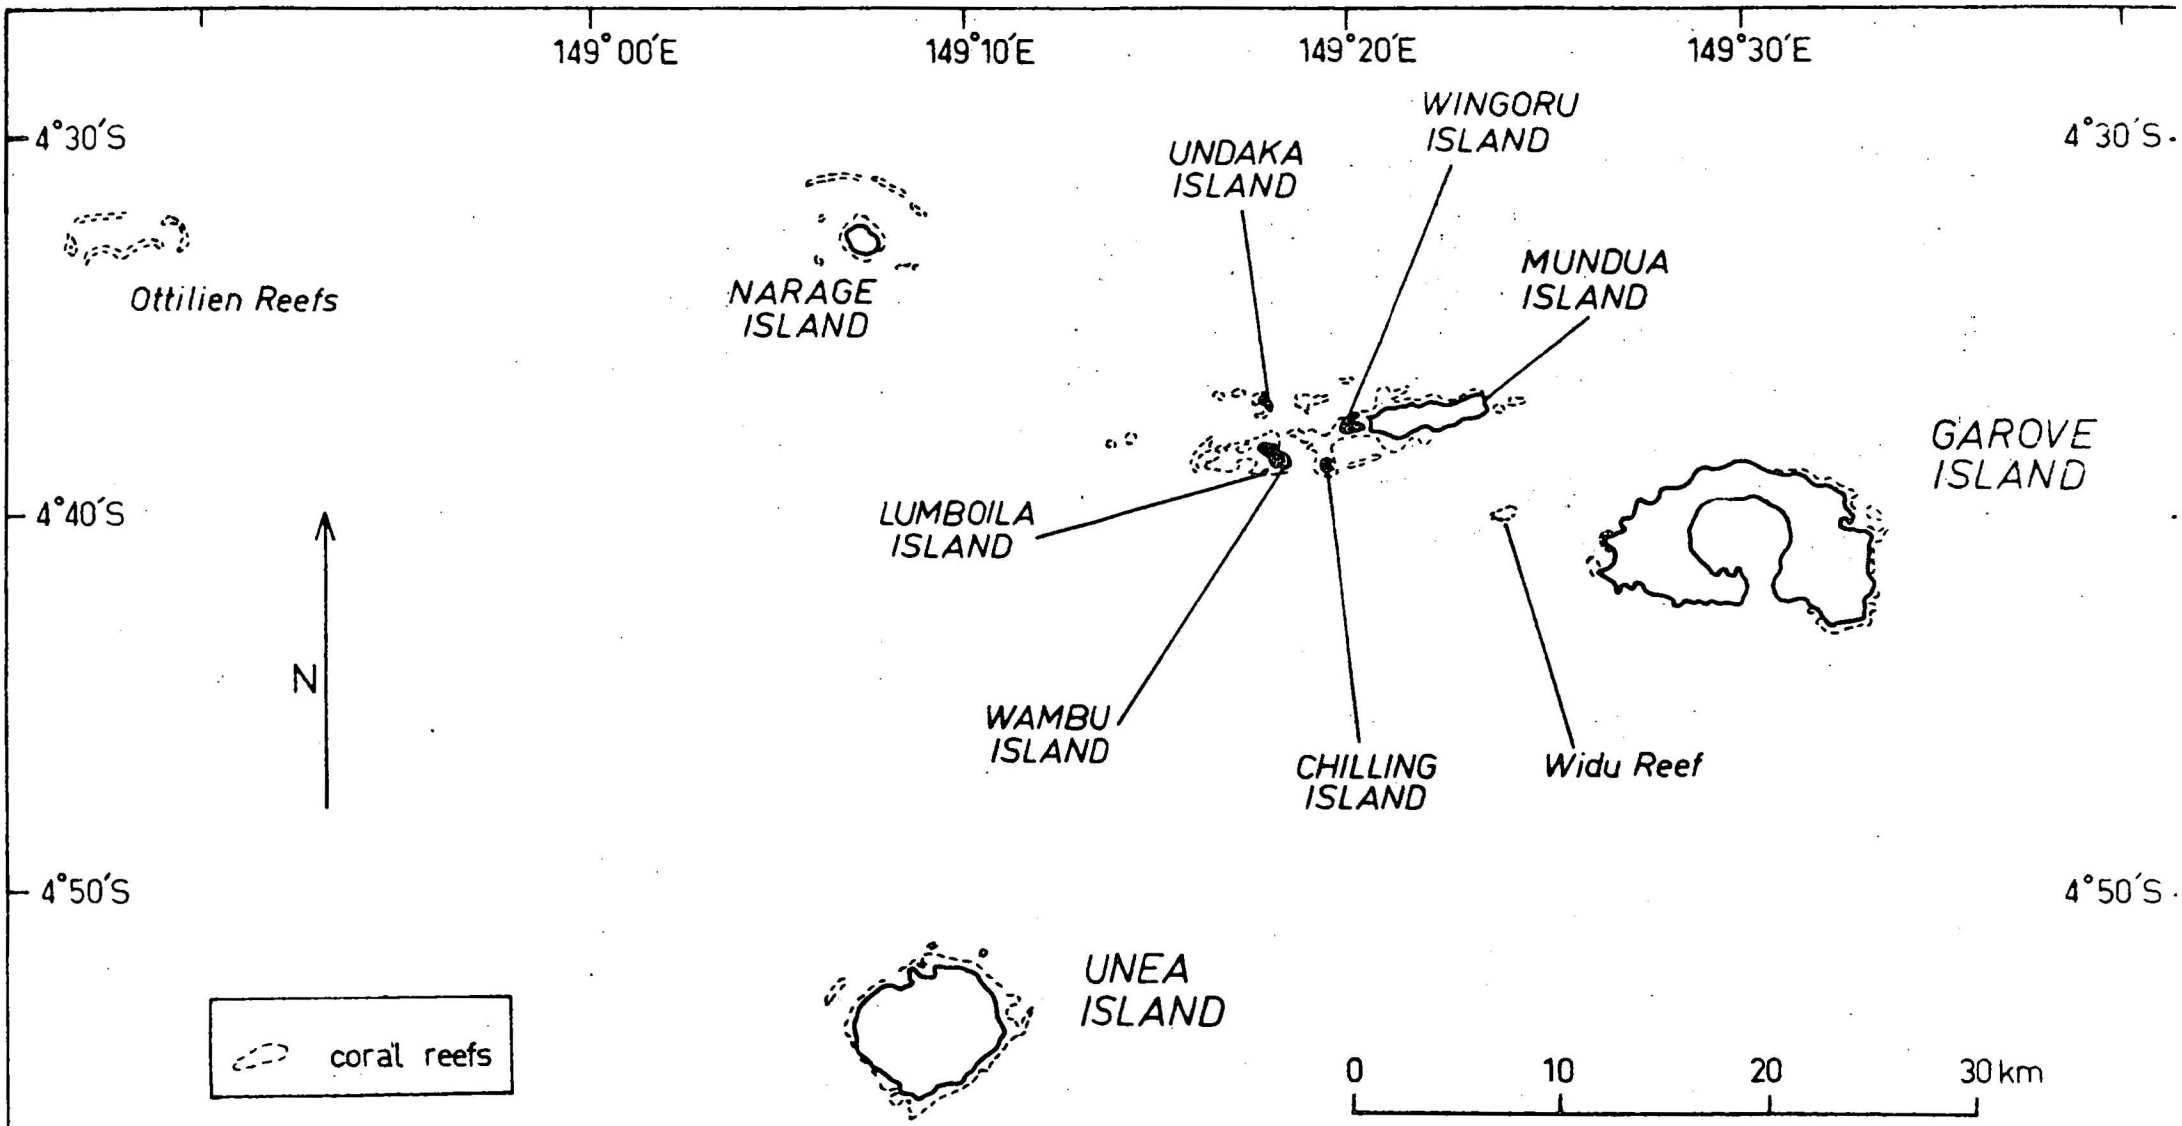 149°00'E 149°10'E 149°20'E 149°30'E
WINGORU
ISLAND
4°30'S
4°30'S
UNDAKA
ISLAND
MUNDUA
ISLAND
NARAGE
ISLAND
Ottilien Reefs
GAROVE
ISLAND
4°40'S
LUMBOILA
ISLAND
N
WAMBU
ISLAND
CHILLING
ISLAND
Widu Reef
4°50'S
4°50'S
UNEA
ISLAND
coral reefs
0 10 20 30 km